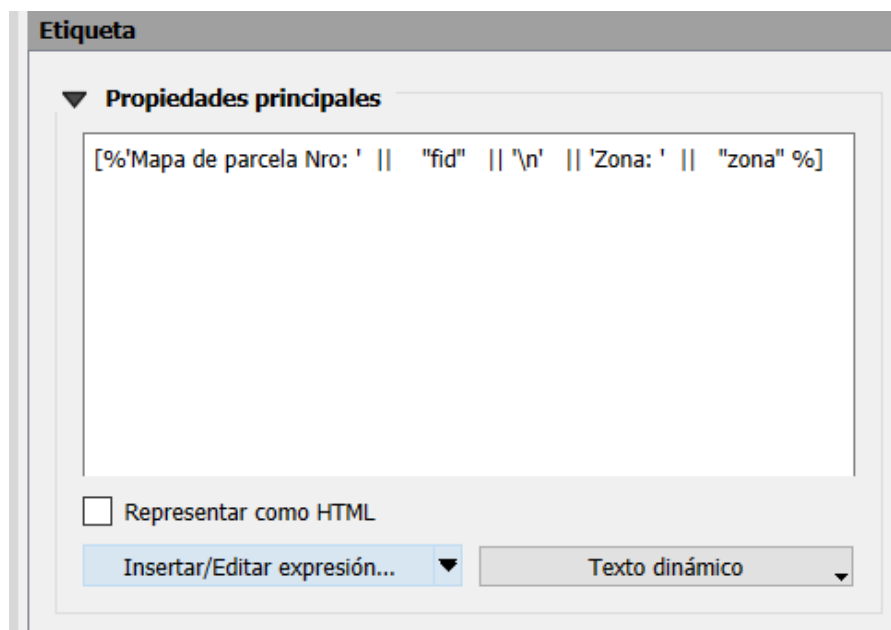 Etiqueta
Propiedades principales
[%'Mapa de parcela Nro: '  ||    "fid"   || '\n'   || 'Zona: '  ||   "zona" %]
Representar como HTML
Insertar/Editar expresión...
Texto dinámico